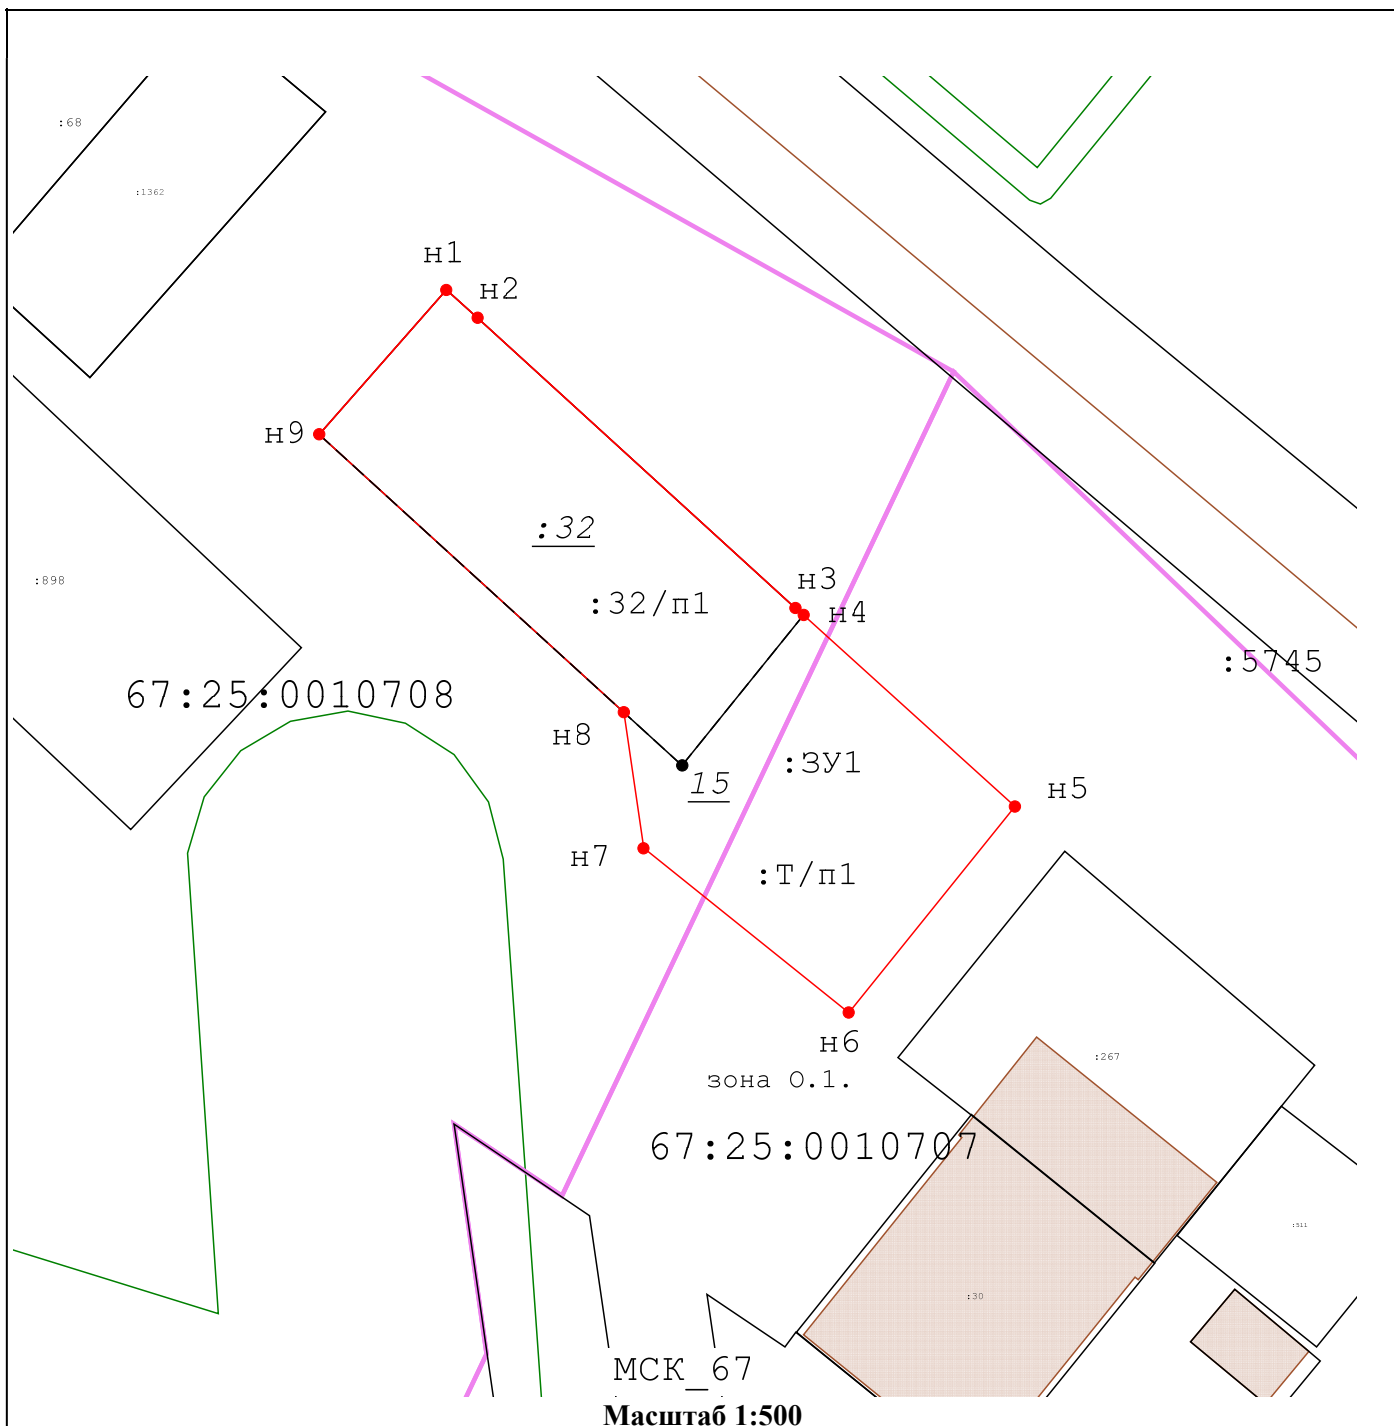 :68
:1362
н1
н2
н9
:32
:32/п1
н3
н4
:898
67:25:0010708
:5745
н8
:ЗУ1
15
н5
н7
:Т/п1
н6
:267
зона О.1.
67:25:0010707
:511
:30
МСК_67
Масштаб 1:500